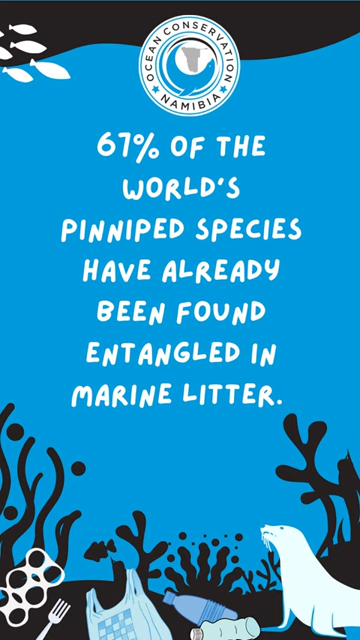 OCEAN CONSERVATION
NAMIBIA
67% OF THE
WORLD'S
PINNIPED SPECIES
HAVE ALREADY
BEEN FOUND
ENTANGLED IN
MARINE LITTER.